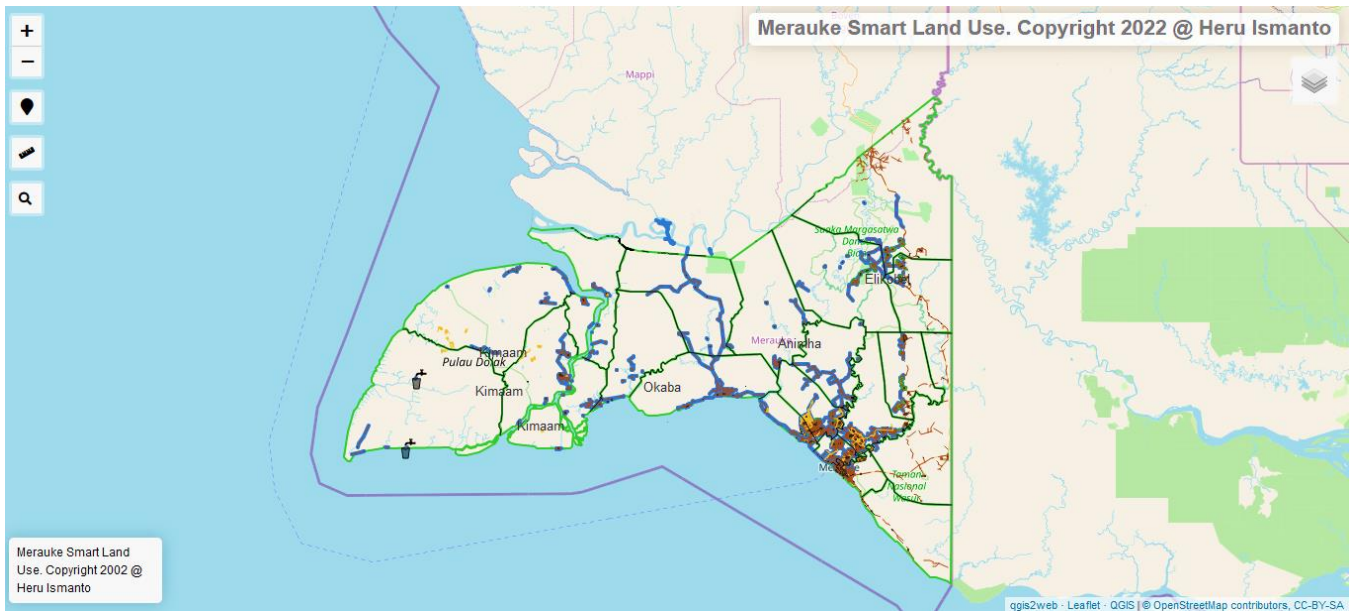 +
Merauke Smart Land Use. Copyright 2022 @ Heru Ismanto
−
Mappi
Suaka Margasatwa
Danau
Elikobel
Merauke
Animha
Kimaam
Pulau Dolak
Kimaam
Okaba
Kimaam
Taman
Nasional
Wasur
Merauke Smart Land
Use. Copyright 2002 @
Heru Ismanto
qgis2web · Leaflet · QGIS | © OpenStreetMap contributors, CC-BY-SA